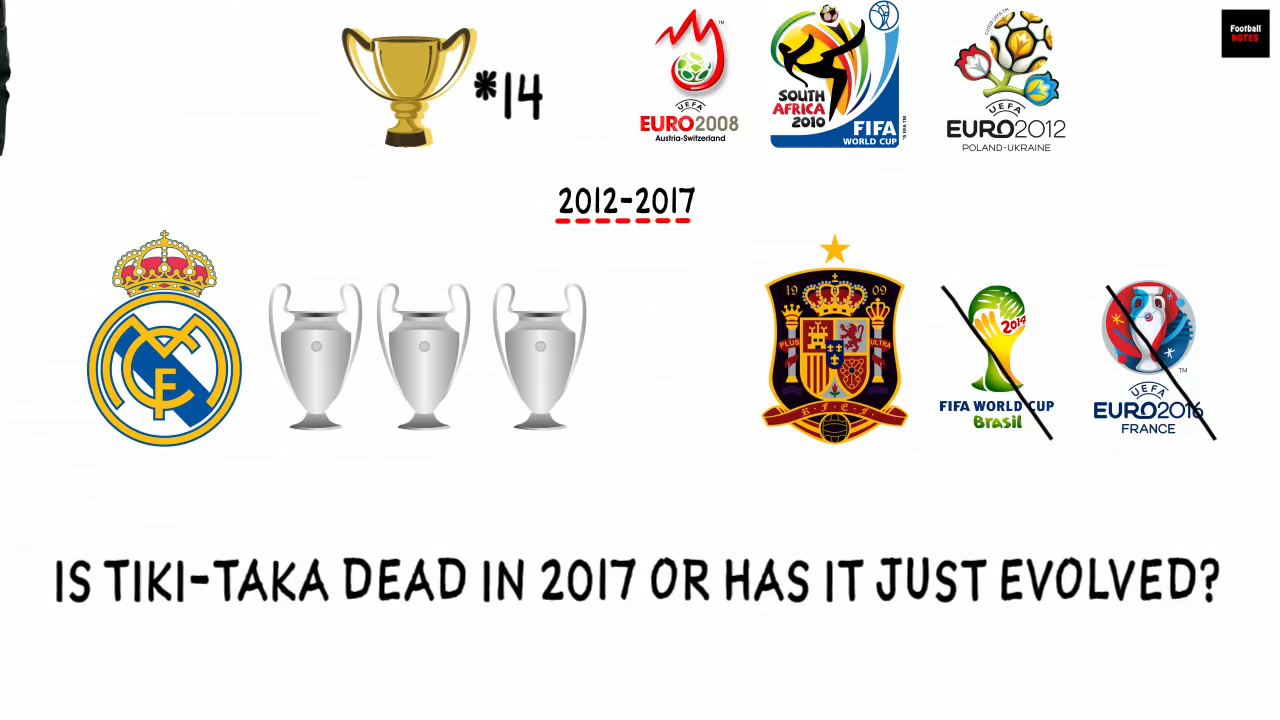 Football
NOTES
*14
UEFA
EURO2008
Austria-Switzerland
SOUTH
AFRICA
2010
FIFA
WORLD CUP
UEFA
EURO2012
POLAND-UKRAINE
2012-2017
1909
PLUS ULTRA
R.F.E.F.
2014
FIFA WORLD CUP
Brasil
UEFA
EURO2016
FRANCE
IS TIKI-TAKA DEAD IN 2017 OR HAS IT JUST EVOLVED?